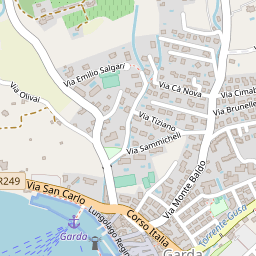 Via Emilio Salgari
Via Cà Nova
Via Cimab
Via Brunelle
Via Olivai
Via Tiziano
Via Sammicheli
Via Monte Baldo
R249
Via San Carlo
Corso Italia
Lungolago Regin
Garda
Garda
Torrente Gusa